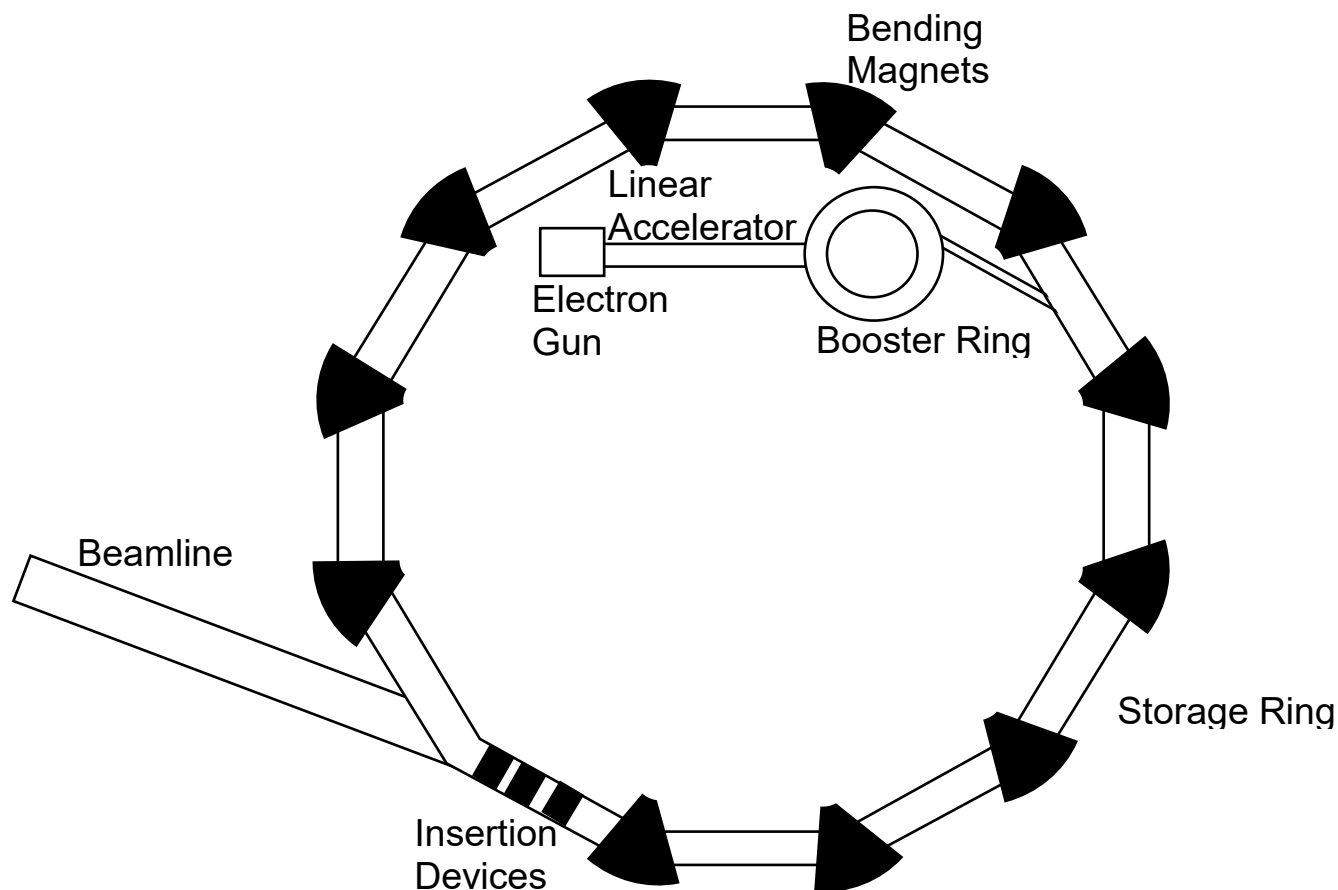 Bending
Magnets
Linear
Accelerator
Electron
Gun
Booster Ring
Beamline
Storage Ring
Insertion
Devices